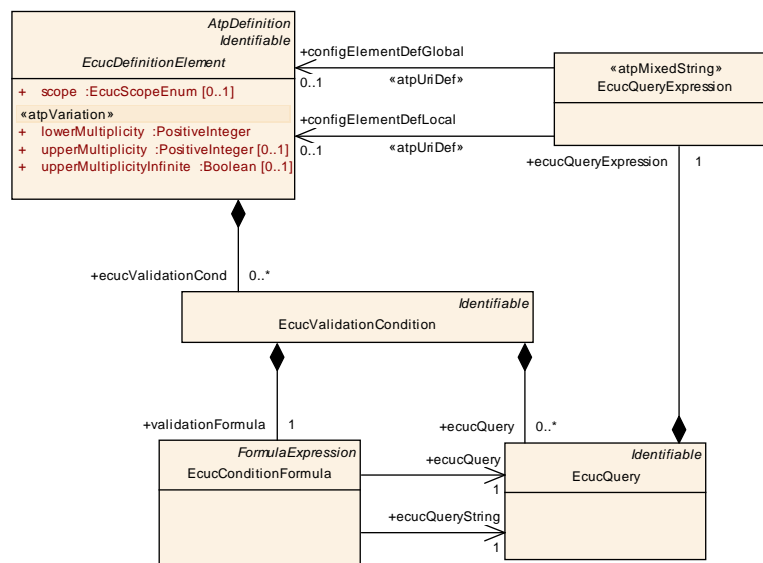 AtpDefinition
Identifiable
EcucDefinitionElement
+ scope :EcucScopeEnum [0..1]
«atpVariation»
+ lowerMultiplicity :PositiveInteger
+ upperMultiplicity :PositiveInteger [0..1]
+ upperMultiplicityInfinite :Boolean [0..1]
+configElementDefGlobal
0..1
«atpUriDef»
+configElementDefLocal
0..1
«atpUriDef»
«atpMixedString»
EcucQueryExpression
+ecucQueryExpression 1
+ecucValidationCond 0..*
Identifiable
EcucValidationCondition
+validationFormula 1
+ecucQuery 0..*
FormulaExpression
EcucConditionFormula
+ecucQuery
1
+ecucQueryString
1
Identifiable
EcucQuery